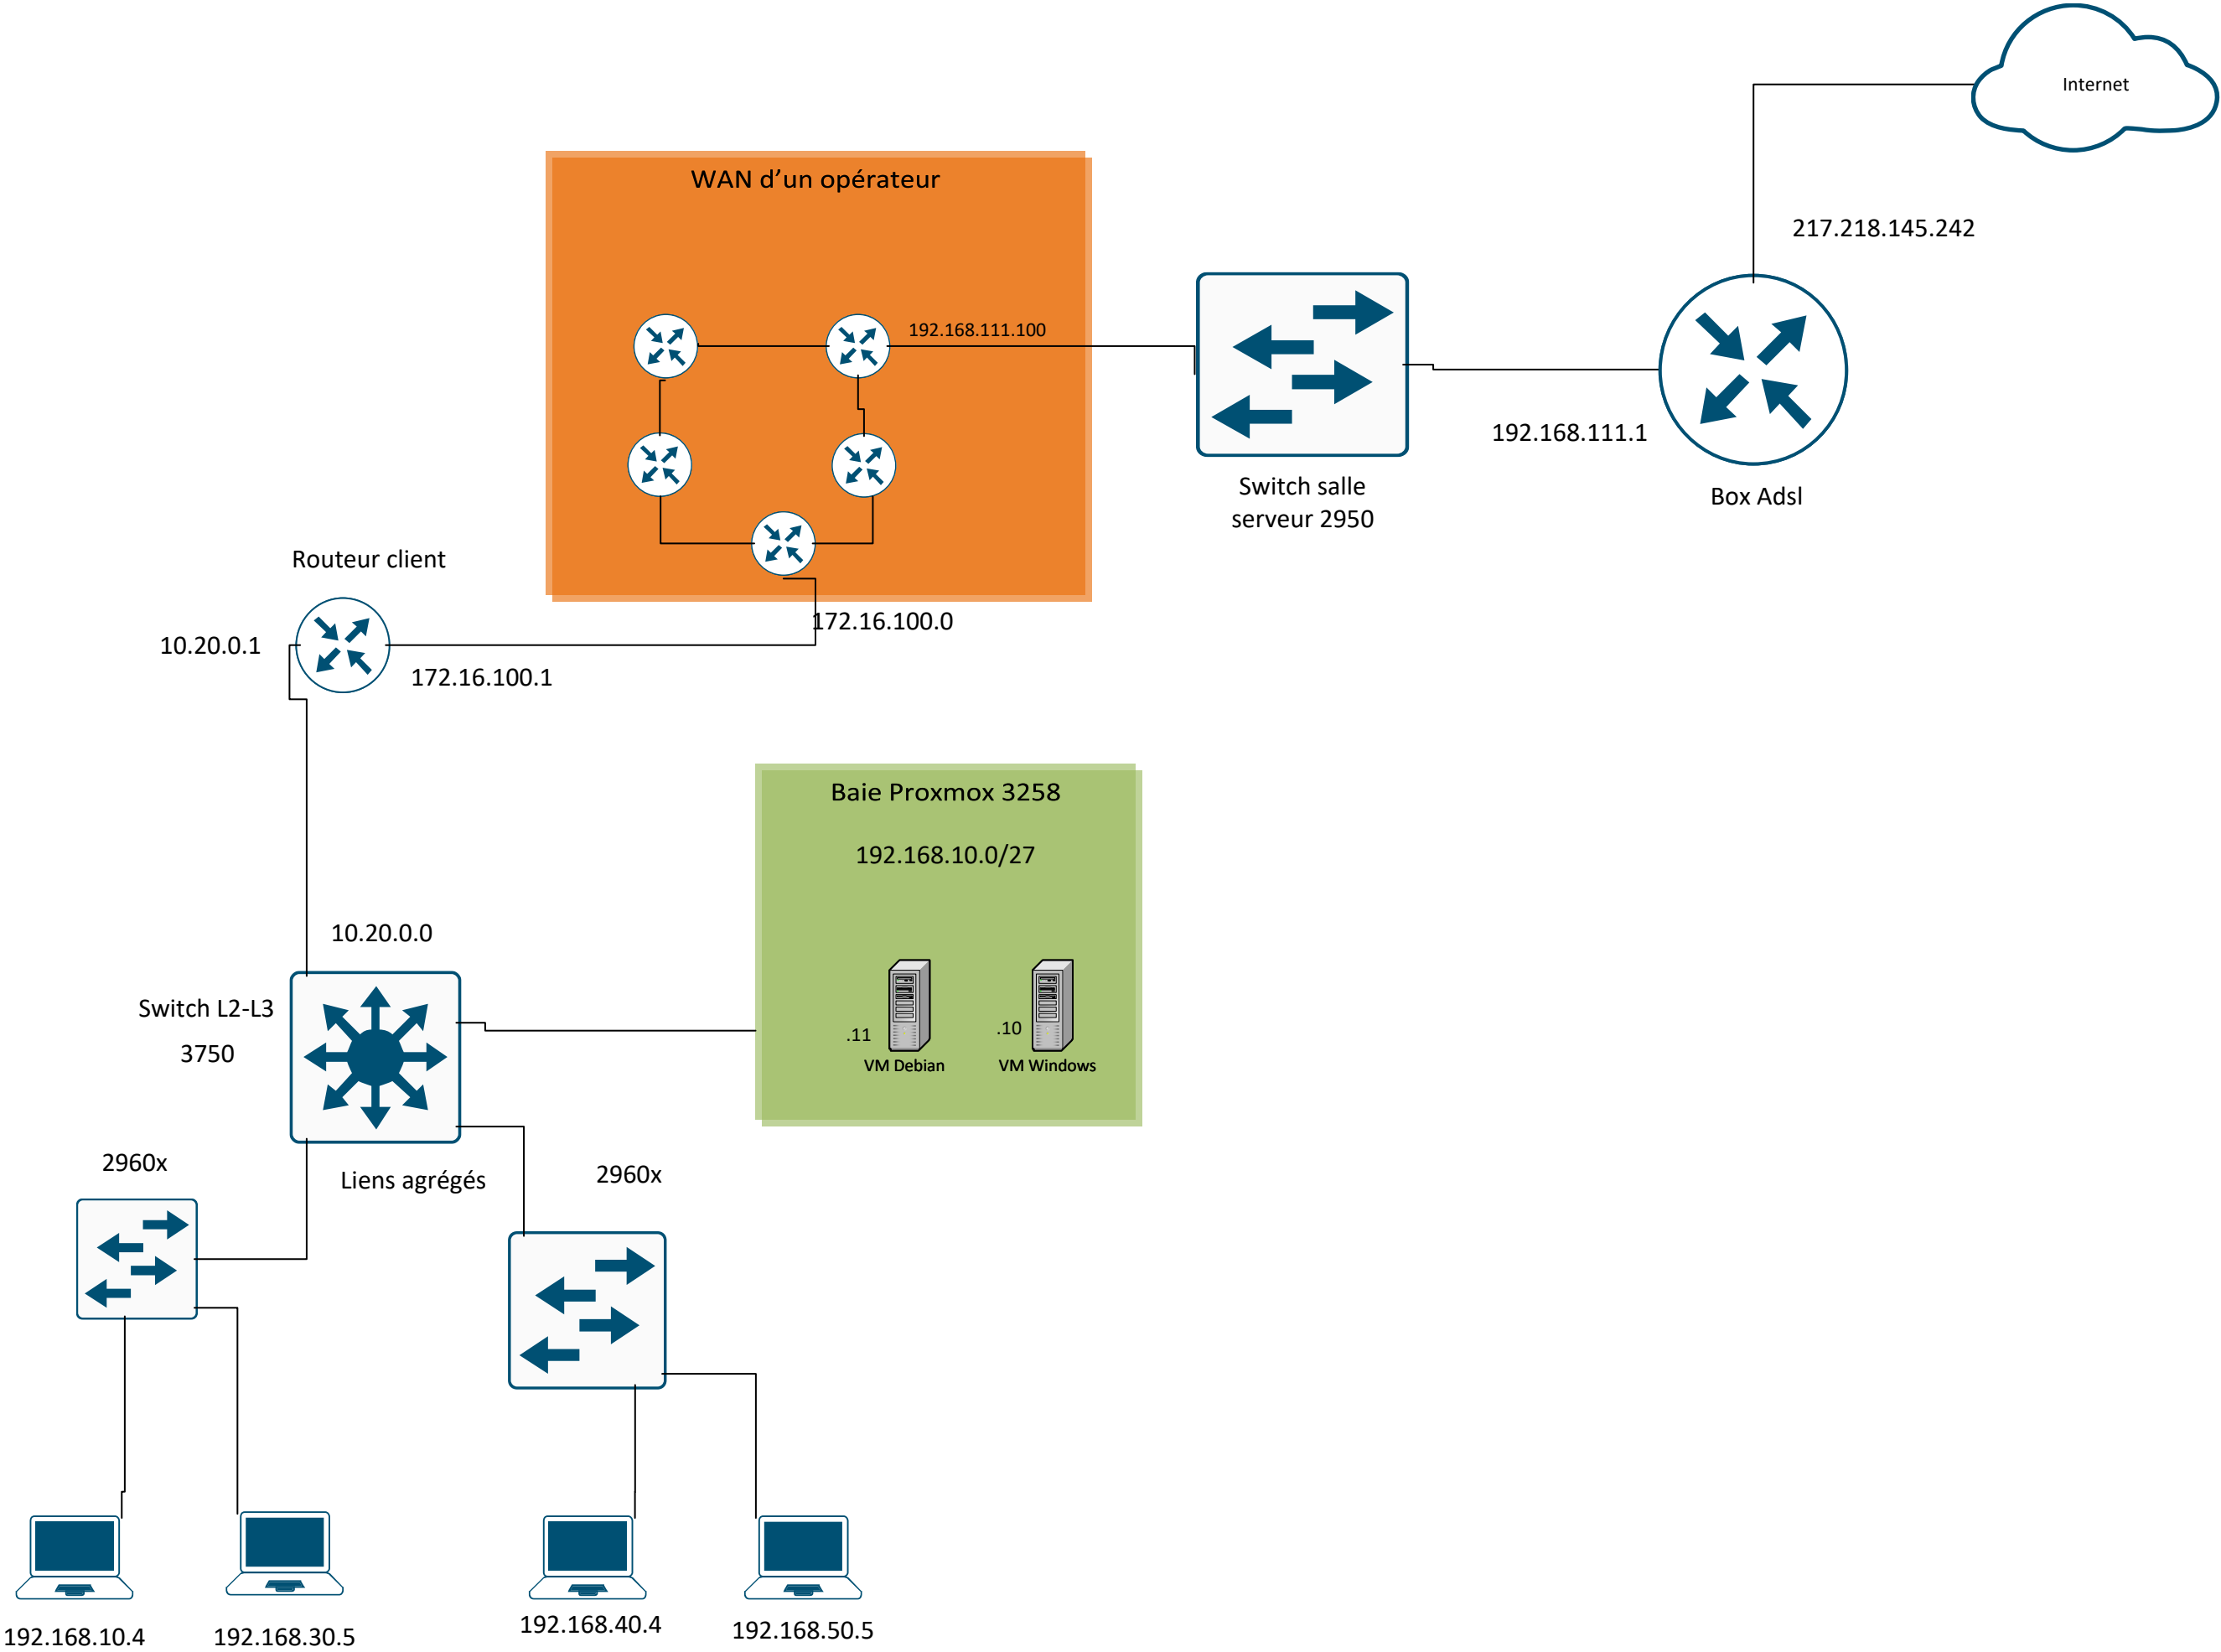 Internet
WAN d’un opérateur
217.218.145.242
192.168.111.100
192.168.111.1
Switch salle
serveur 2950
Box Adsl
Routeur client
10.20.0.1
172.16.100.0
172.16.100.1
Baie Proxmox 3258
192.168.10.0/27
10.20.0.0
Switch L2-L3
3750
.11
.10
VM Debian
VM Windows
2960x
Liens agrégés
2960x
192.168.10.4
192.168.30.5
192.168.40.4
192.168.50.5